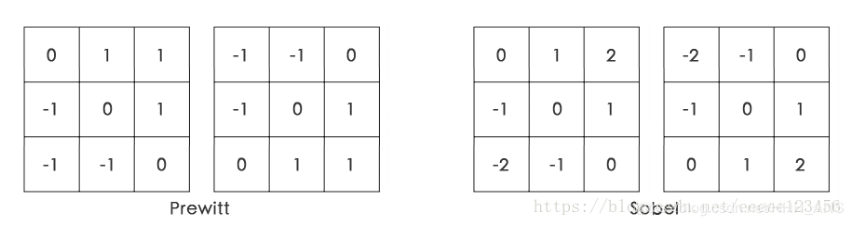 0 1 1 -1 -1 0 0 1 2 -2 -1 0
-1 0 1 -1 0 1 -1 0 1 -1 0 1
-1 -1 0 0 1 1 -2 -1 0 0 1 2
Prewitt Sobel